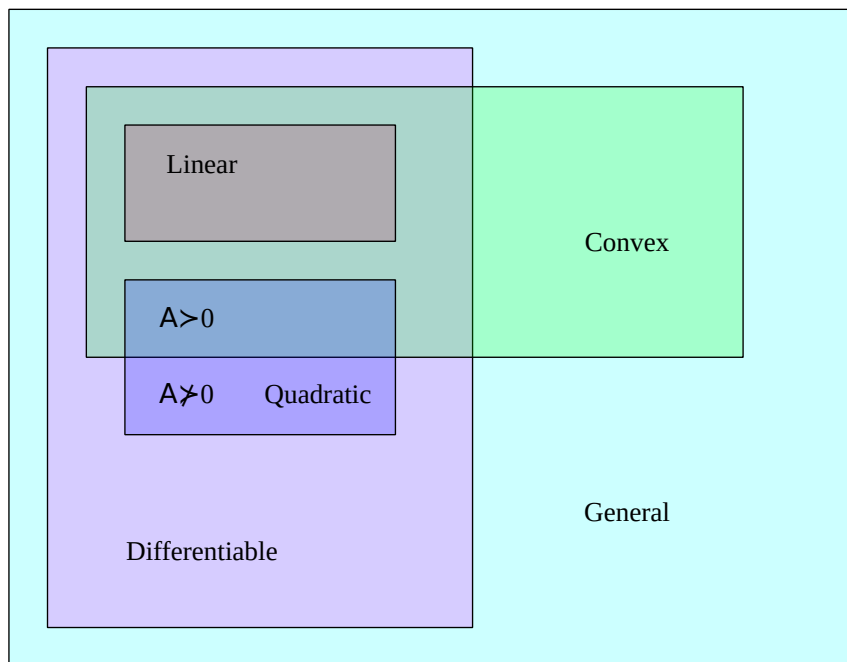 Linear
Convex
A≻0
A⊁0 Quadratic
General
Differentiable